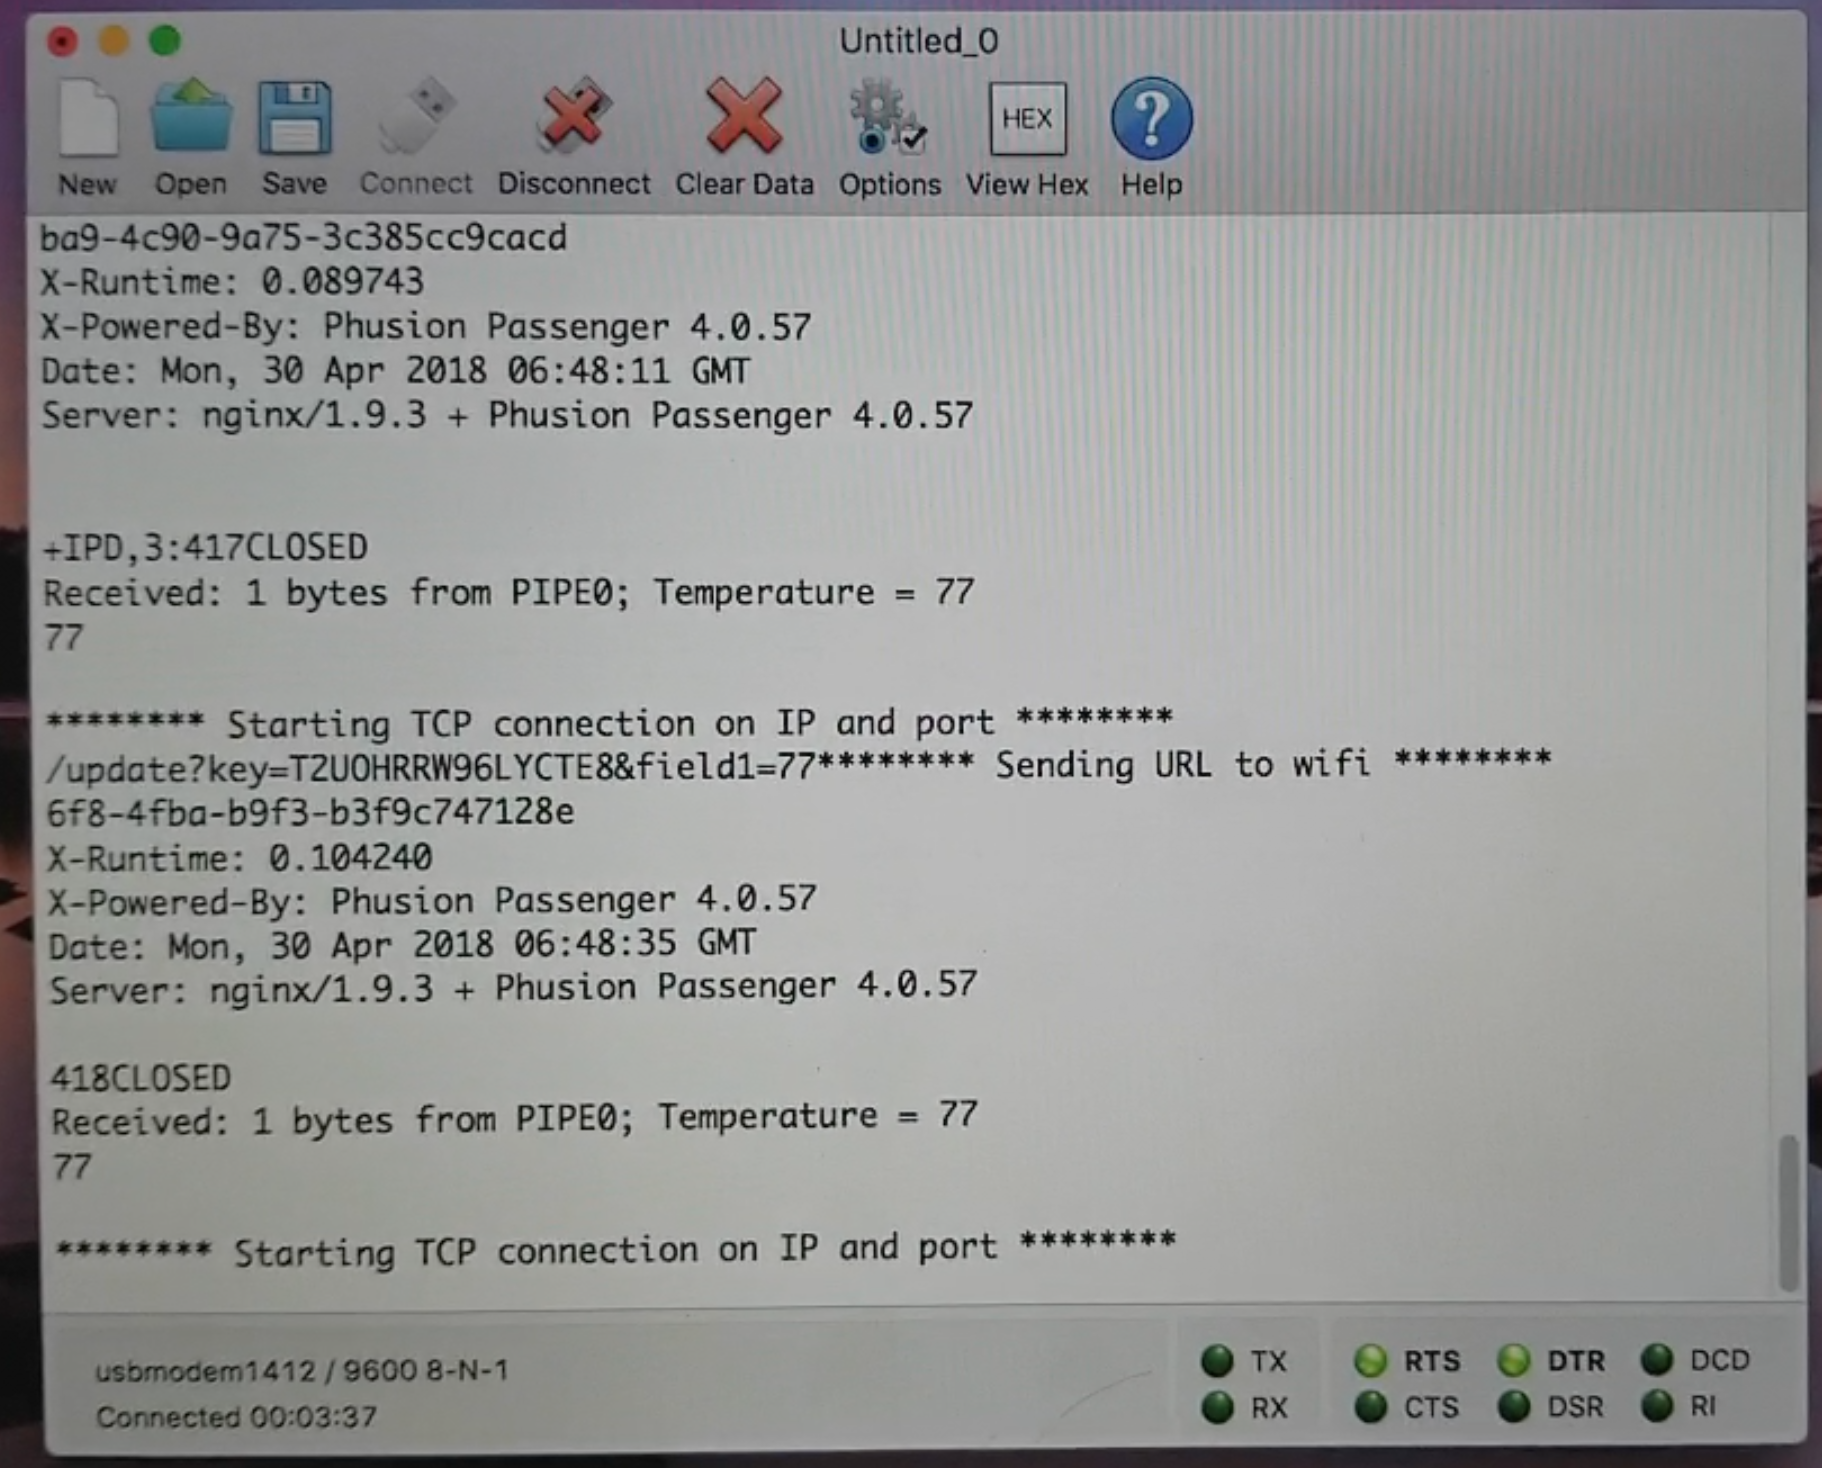 Untitled_0
New Open Save Connect Disconnect Clear Data Options HEX View Hex ? Help
ba9-4c90-9a75-3c385cc9cacd
X-Runtime: 0.089743
X-Powered-By: Phusion Passenger 4.0.57
Date: Mon, 30 Apr 2018 06:48:11 GMT
Server: nginx/1.9.3 + Phusion Passenger 4.0.57
+IPD,3:417CLOSED
Received: 1 bytes from PIPE0; Temperature = 77
77
******** Starting TCP connection on IP and port ********
/update?key=T2UOHRRW96LYCTE8&field1=77******** Sending URL to wifi ********
6f8-4fba-b9f3-b3f9c747128e
X-Runtime: 0.104240
X-Powered-By: Phusion Passenger 4.0.57
Date: Mon, 30 Apr 2018 06:48:35 GMT
Server: nginx/1.9.3 + Phusion Passenger 4.0.57
418CLOSED
Received: 1 bytes from PIPE0; Temperature = 77
77
******** Starting TCP connection on IP and port ********
usbmodem1412 / 9600 8-N-1
Connected 00:03:37
TX RTS DTR DCD
RX CTS DSR RI